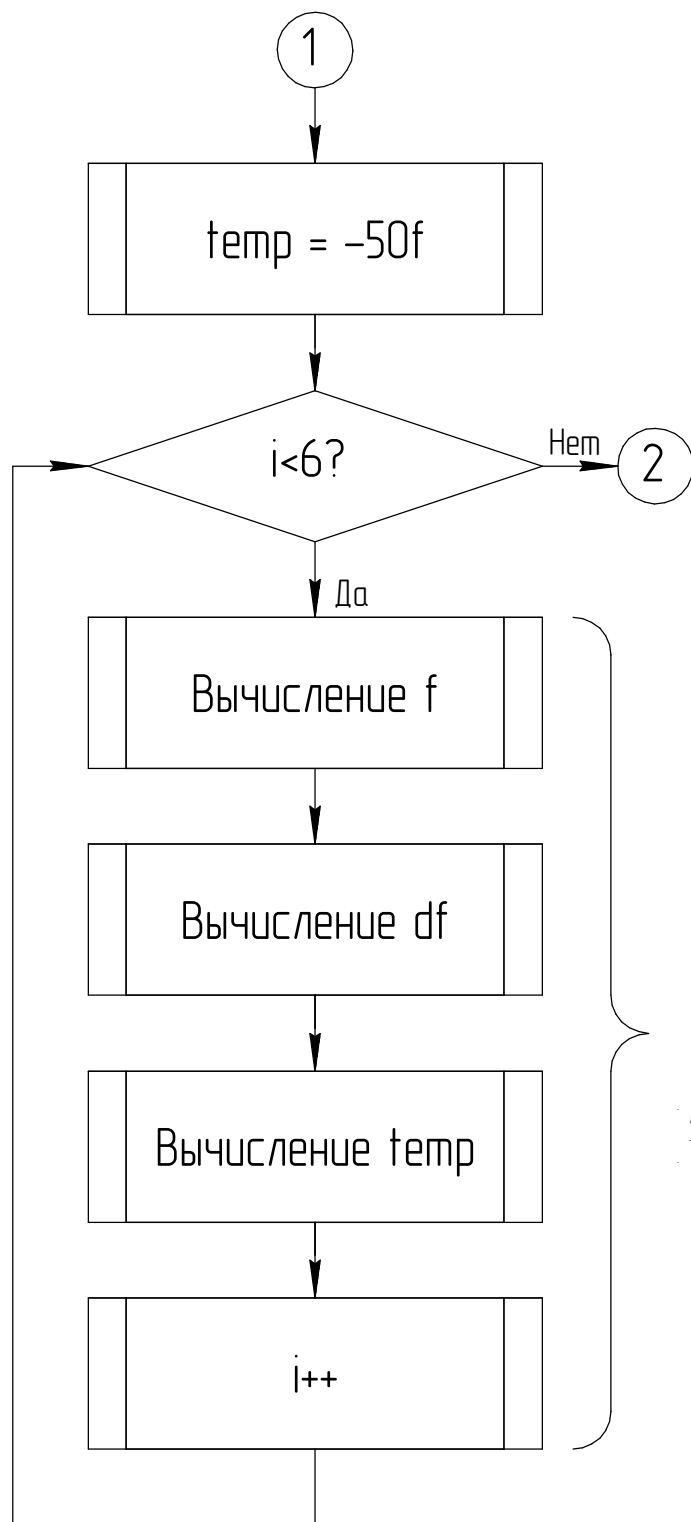 1
temp = -50f
i<6?
Нет
2
Да
Вычисление f
Вычисление df
Вычисление temp
i++